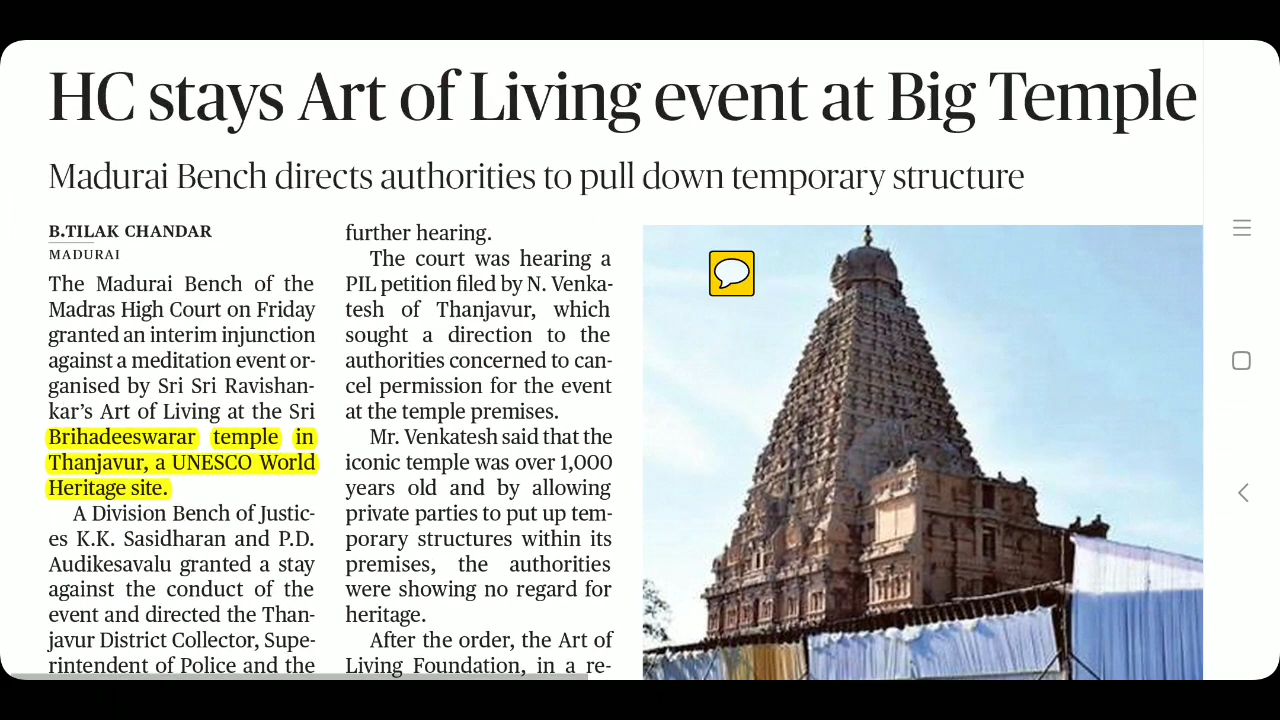 HC stays Art of Living event at Big Temple
Madurai Bench directs authorities to pull down temporary structure
B.TILAK CHANDAR
MADURAI
The Madurai Bench of the
Madras High Court on Friday
granted an interim injunction
against a meditation event or-
ganised by Sri Sri Ravishan-
kar’s Art of Living at the Sri
Brihadeeswarar temple in
Thanjavur, a UNESCO World
Heritage site.
A Division Bench of Justic-
es K.K. Sasidharan and P.D.
Audikesavalu granted a stay
against the conduct of the
event and directed the Than-
javur District Collector, Supe-
rintendent of Police and the
further hearing.
The court was hearing a
PIL petition filed by N. Venka-
tesh of Thanjavur, which
sought a direction to the
authorities concerned to can-
cel permission for the event
at the temple premises.
Mr. Venkatesh said that the
iconic temple was over 1,000
years old and by allowing
private parties to put up tem-
porary structures within its
premises, the authorities
were showing no regard for
heritage.
After the order, the Art of
Living Foundation, in a re-